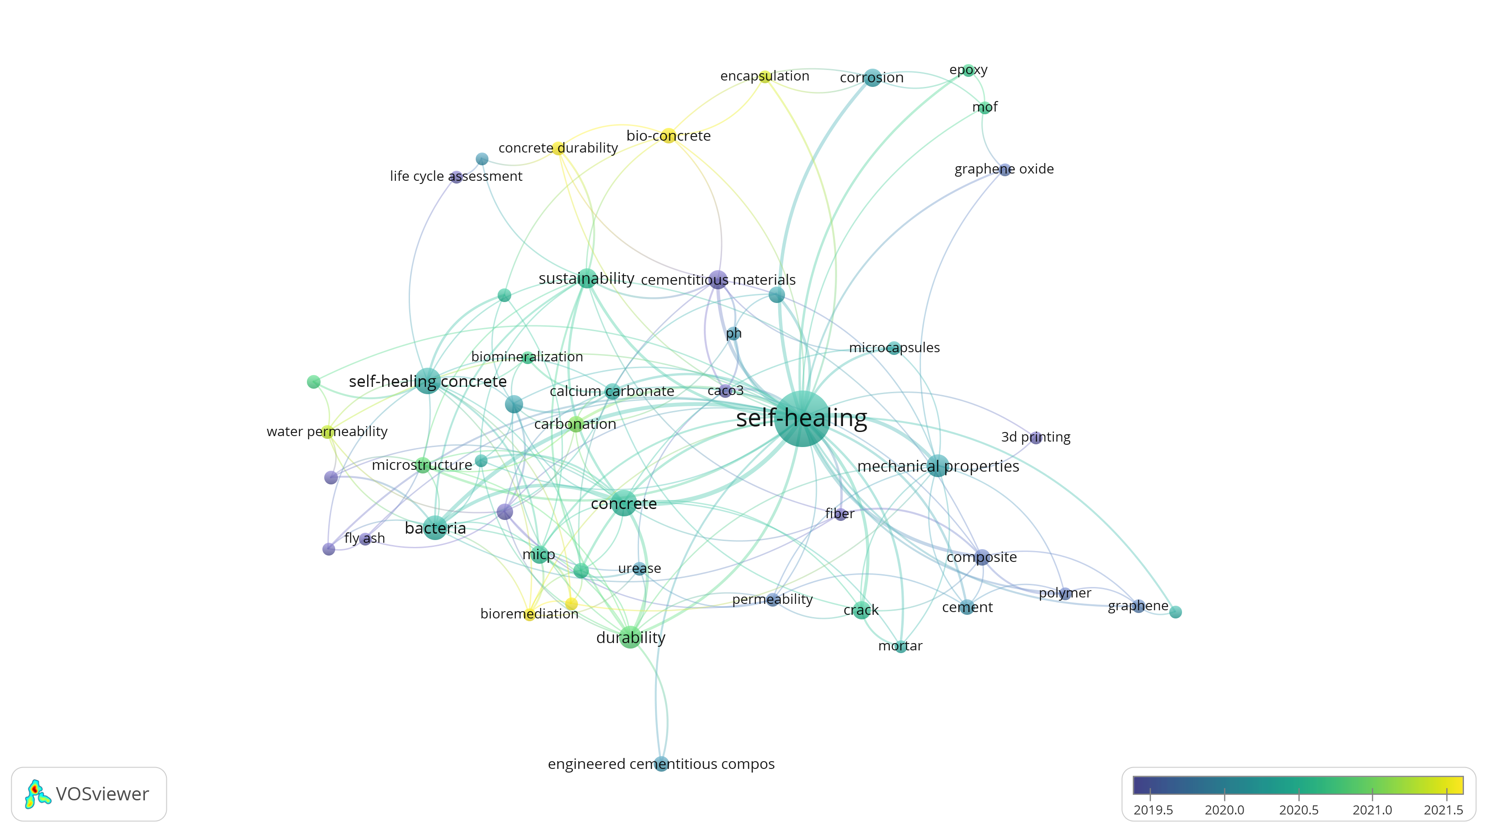 epoxy
encapsulation
corrosion
mof
bio-concrete
concrete durability
graphene oxide
life cycle assessment
sustainability
cementitious materials
ph
microcapsules
biomineralization
self-healing concrete
calcium carbonate
caco3
self-healing
carbonation
water permeability
3d printing
microstructure
mechanical properties
concrete
fiber
bacteria
fly ash
micp
composite
urease
polymer
permeability
graphene
cement
crack
bioremediation
durability
mortar
engineered cementitious compos
VOSviewer
2019.5 2020.0 2020.5 2021.0 2021.5